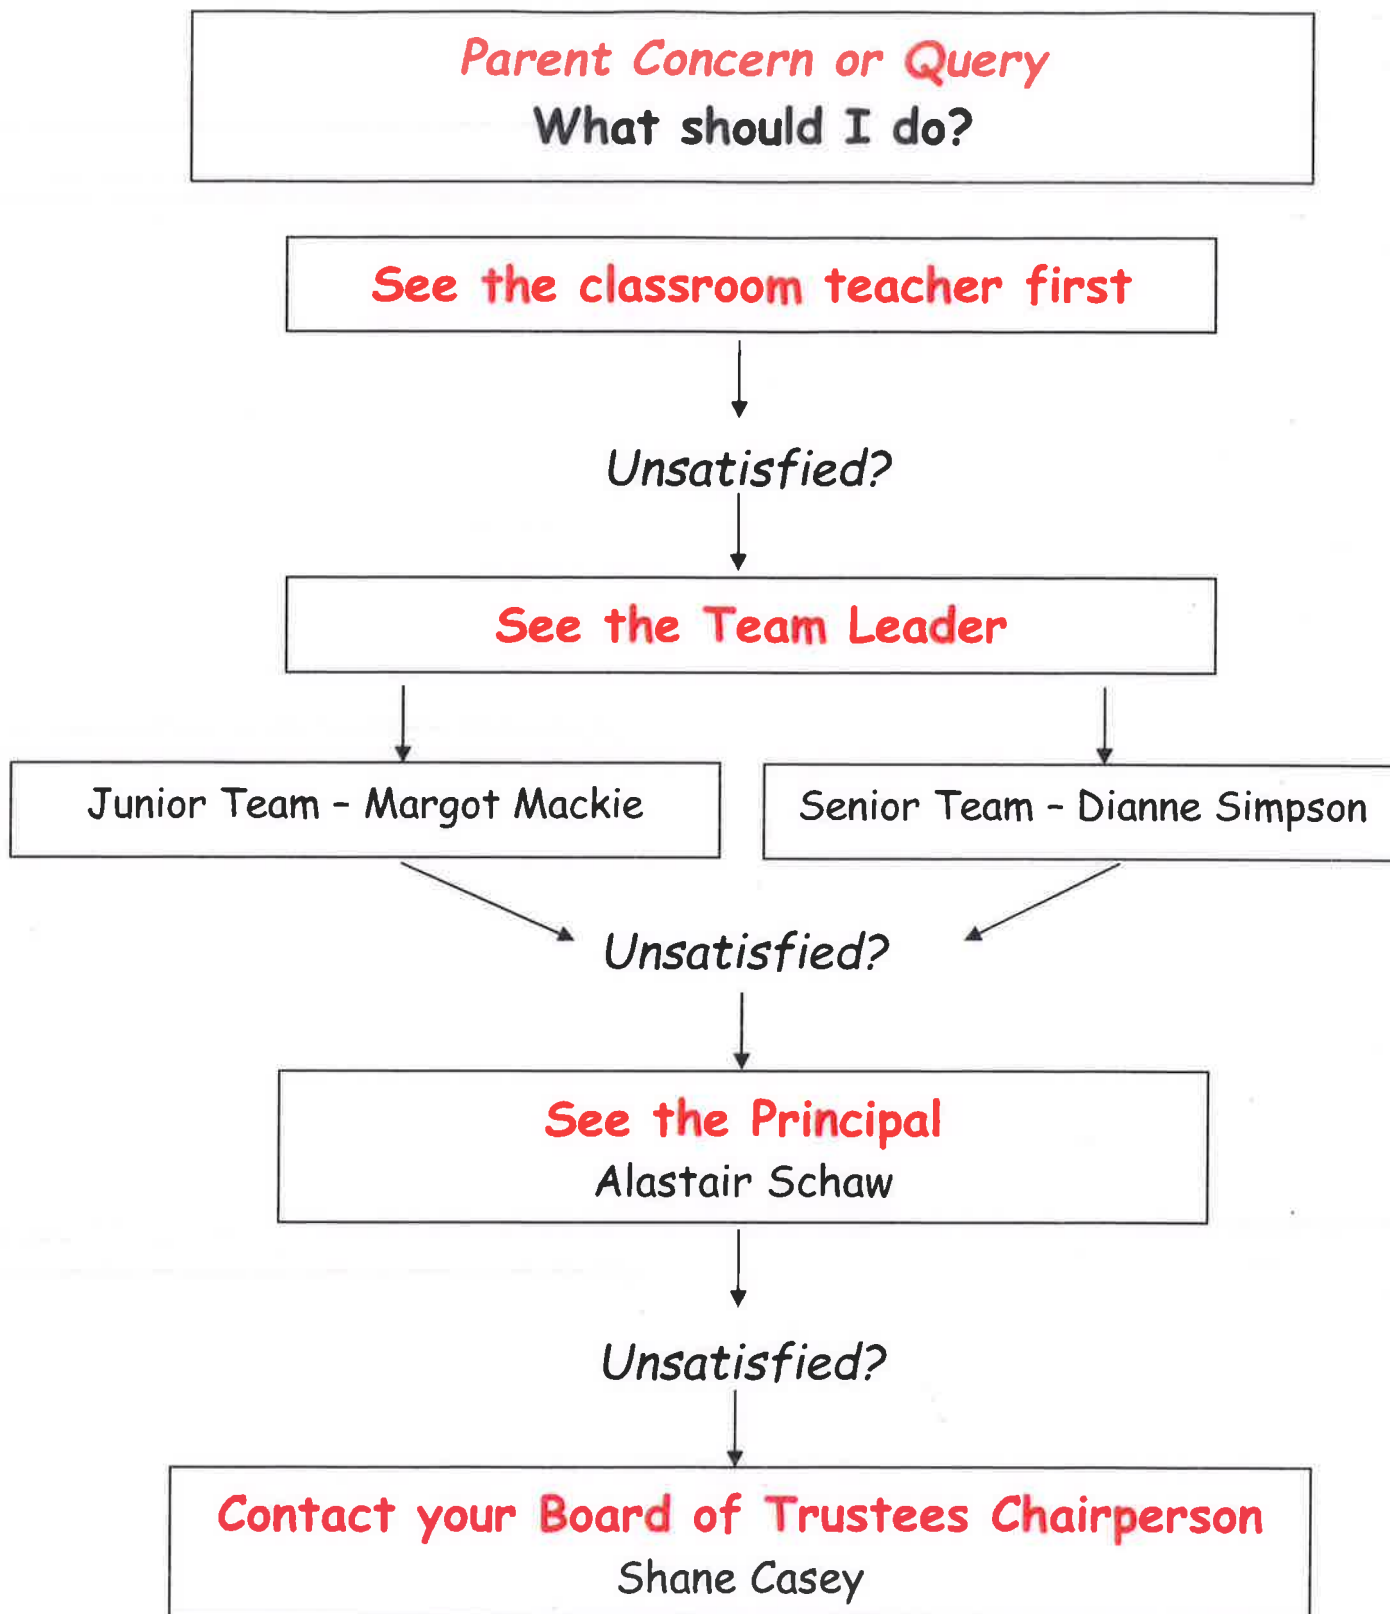 Parent Concern or Query
What should I do?
See the classroom teacher first
Unsatisfied?
See the Team Leader
Junior Team - Margot Mackie
Senior Team - Dianne Simpson
Unsatisfied?
See the Principal
Alastair Schaw
Unsatisfied?
Contact your Board of Trustees Chairperson
Shane Casey